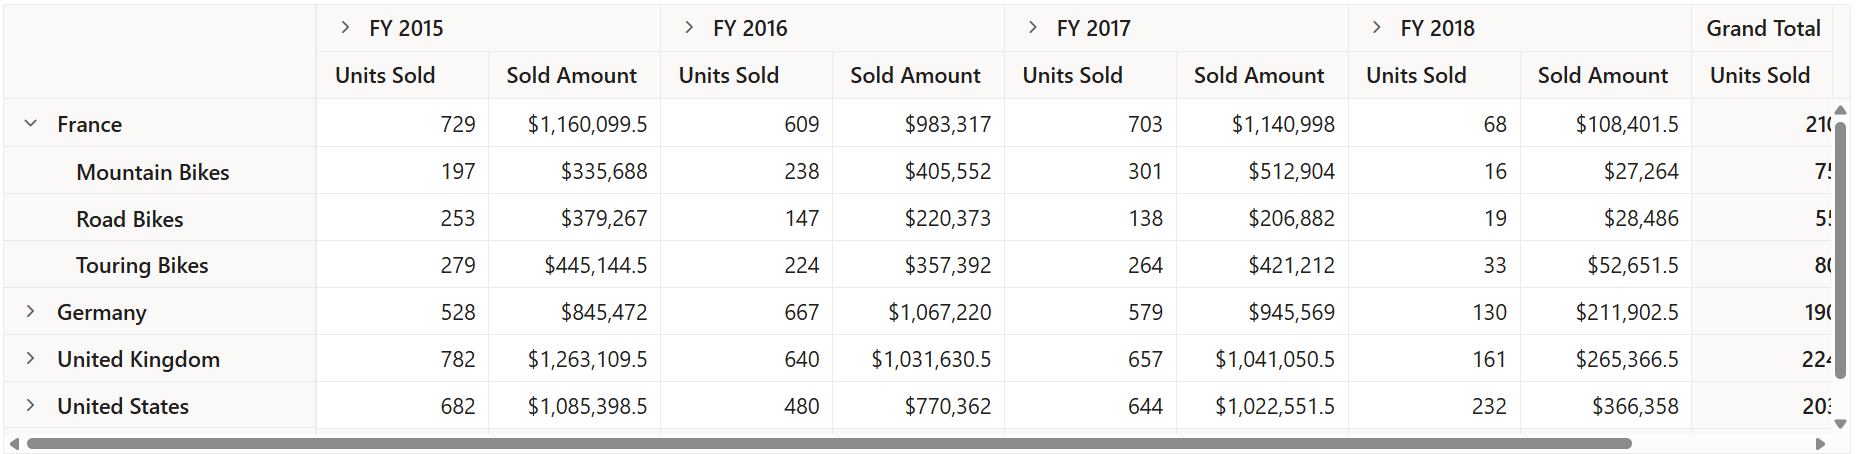 FY 2015 FY 2016 FY 2017 FY 2018 Grand Total
Units Sold Sold Amount Units Sold Sold Amount Units Sold Sold Amount Units Sold Sold Amount Units Sold
France 729 $1,160,099.5 609 $983,317 703 $1,140,998 68 $108,401.5
Mountain Bikes 197 $335,688 238 $405,552 301 $512,904 16 $27,264
Road Bikes 253 $379,267 147 $220,373 138 $206,882 19 $28,486
Touring Bikes 279 $445,144.5 224 $357,392 264 $421,212 33 $52,651.5
Germany 528 $845,472 667 $1,067,220 579 $945,569 130 $211,902.5
United Kingdom 782 $1,263,109.5 640 $1,031,630.5 657 $1,041,050.5 161 $265,366.5
United States 682 $1,085,398.5 480 $770,362 644 $1,022,551.5 232 $366,358